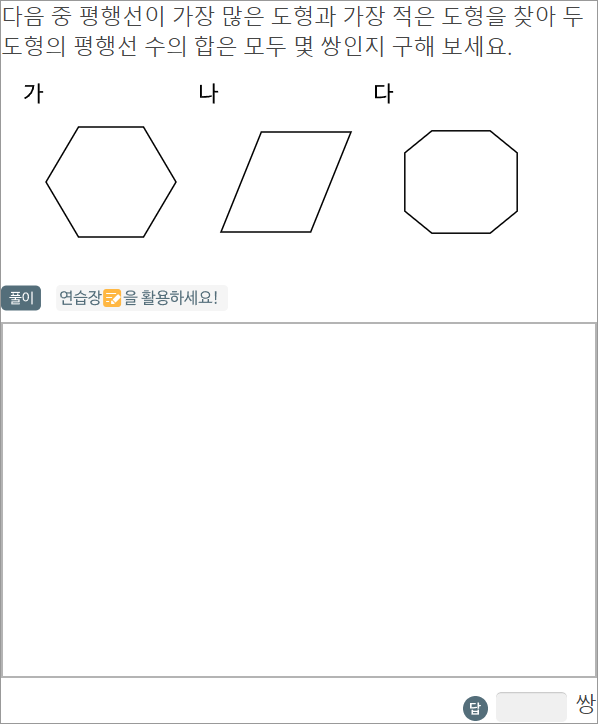 다음 중 평행선이 가장 많은 도형과 가장 적은 도형을 찾아 두
도형의 평행선 수의 합은 모두 몇 쌍인지 구해 보세요.
가 나 다
풀이 연습장을 활용하세요!
답 쌍